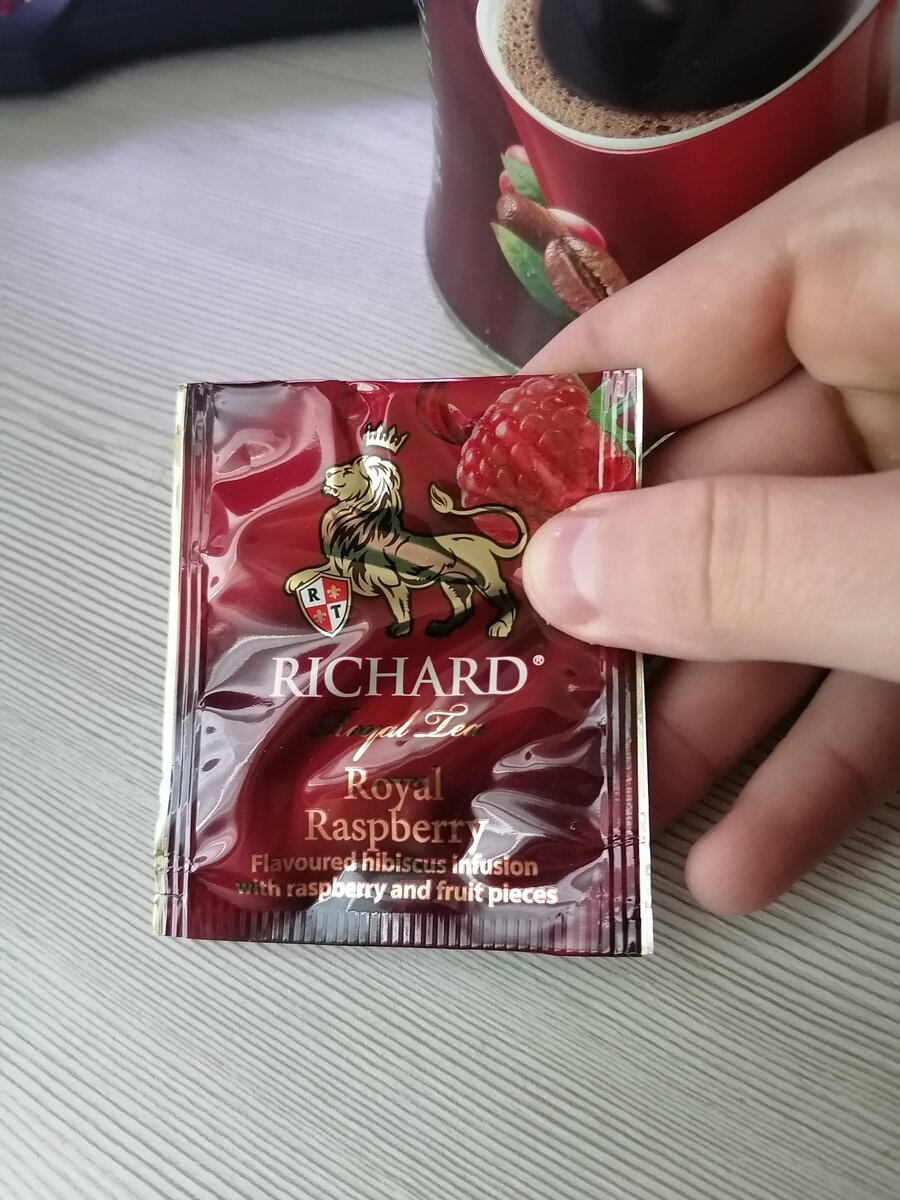 R
T
RICHARD®
Royal Tea
Royal
Raspberry
Flavoured hibiscus infusion
with raspberry and fruit pieces